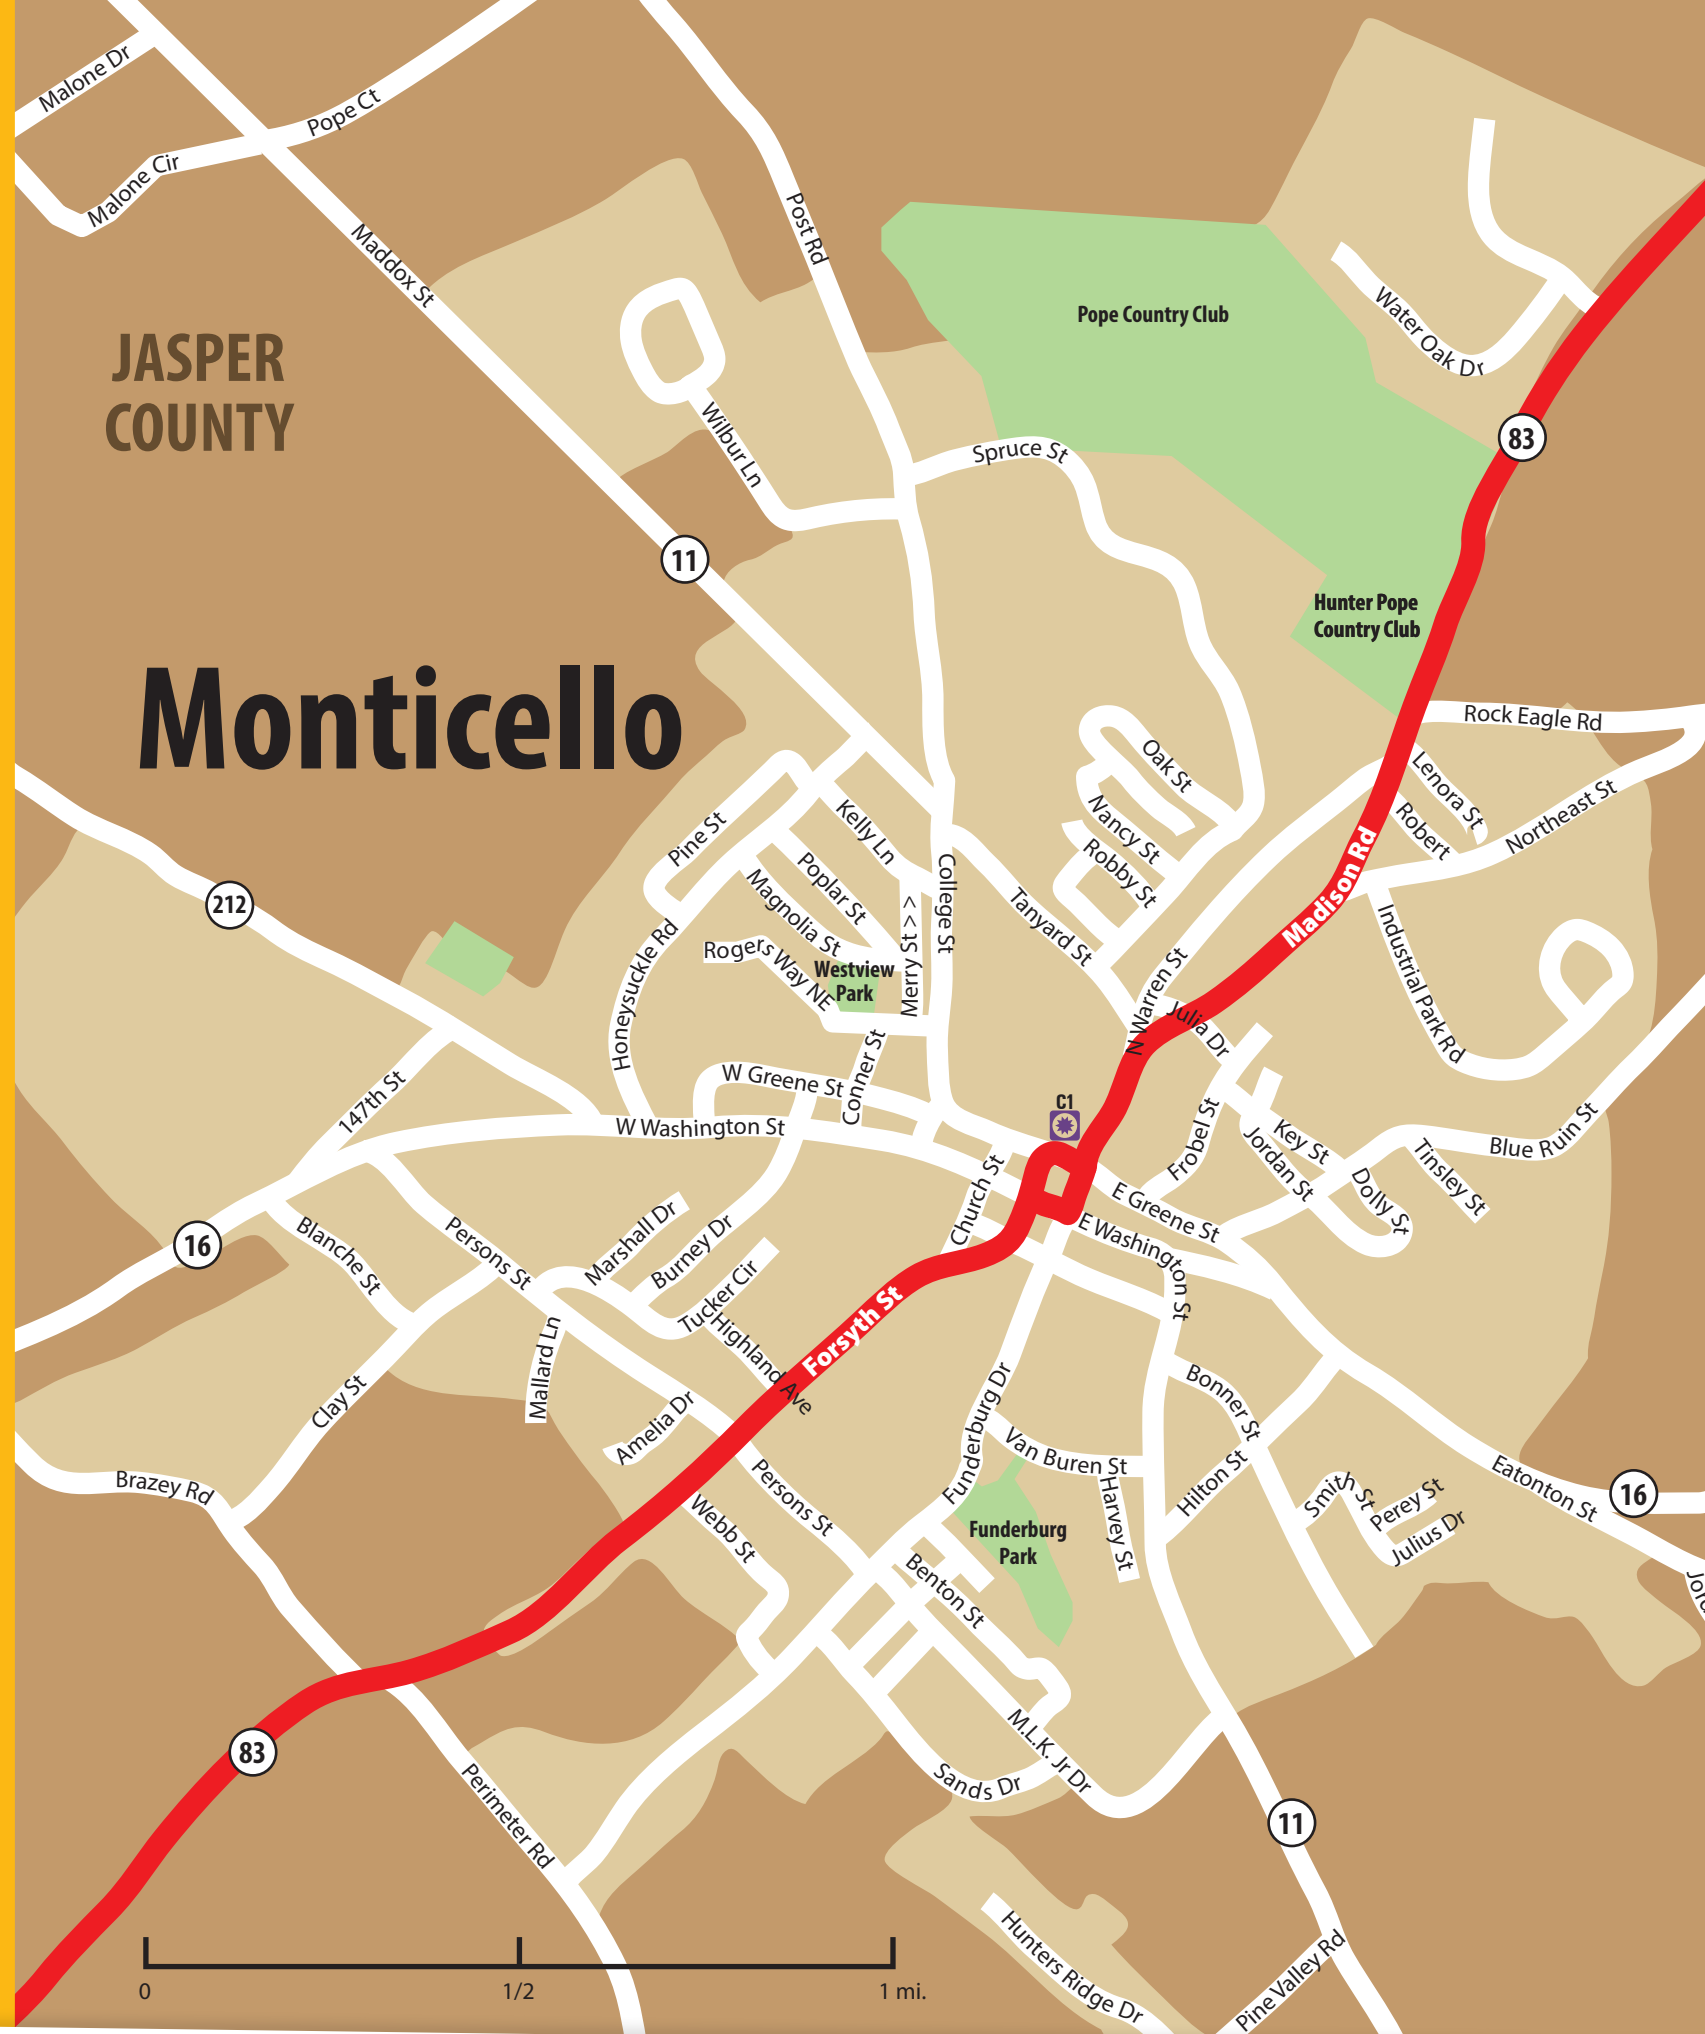 Malone Dr
Pope Ct
Malone Cir
Maddox St
Post Rd
JASPER
COUNTY
Pope Country Club
Water Oak Dr
83
Wilbur Ln
Spruce St
11
Hunter Pope
Country Club
Monticello
Rock Eagle Rd
Oak St
Lenora St
Robert
Northeast St
Nancy St
Robby St
Pine St
Kelly Ln
Poplar St
Magnolia St
College St
Tanyard St
Madison Rd
212
Honeysuckle Rd
Rogers Way NE
Westview
Park
Merry St > > >
N Warren St
Industrial Park Rd
Julia Dr
Conner St
W Greene St
147th St
W Washington St
C1
Frobel St
Key St
Jordan St
Blue Ruin St
Tinsley St
Dolly St
Church St
E Greene St
E Washington St
16
Blanche St
Persons St
Marshall Dr
Burney Dr
Tucker Cir
Highland Ave
Forsyth St
Mallard Ln
Clay St
Amelia Dr
Funderburg Dr
Bonner St
Van Buren St
Harvey St
Hilton St
Smith St
Perey St
Julius Dr
Eatonton St
16
Brazey Rd
Webb St
Persons St
Funderburg
Park
Benton St
M.L.K. Jr Dr
Sands Dr
83
Perimeter Rd
11
Hunters Ridge Dr
Pine Valley Rd
0
1/2
1 mi.